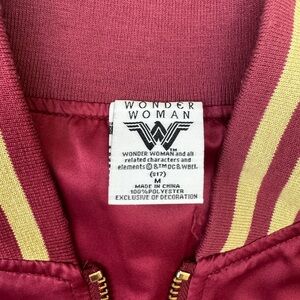 WONDER
WOMAN
TM
WONDER WOMAN and all
related characters and
elements © & ™ DC & WBEI.
(s17)
M
MADE IN CHINA
100% POLYESTER
EXCLUSIVE OF DECORATION